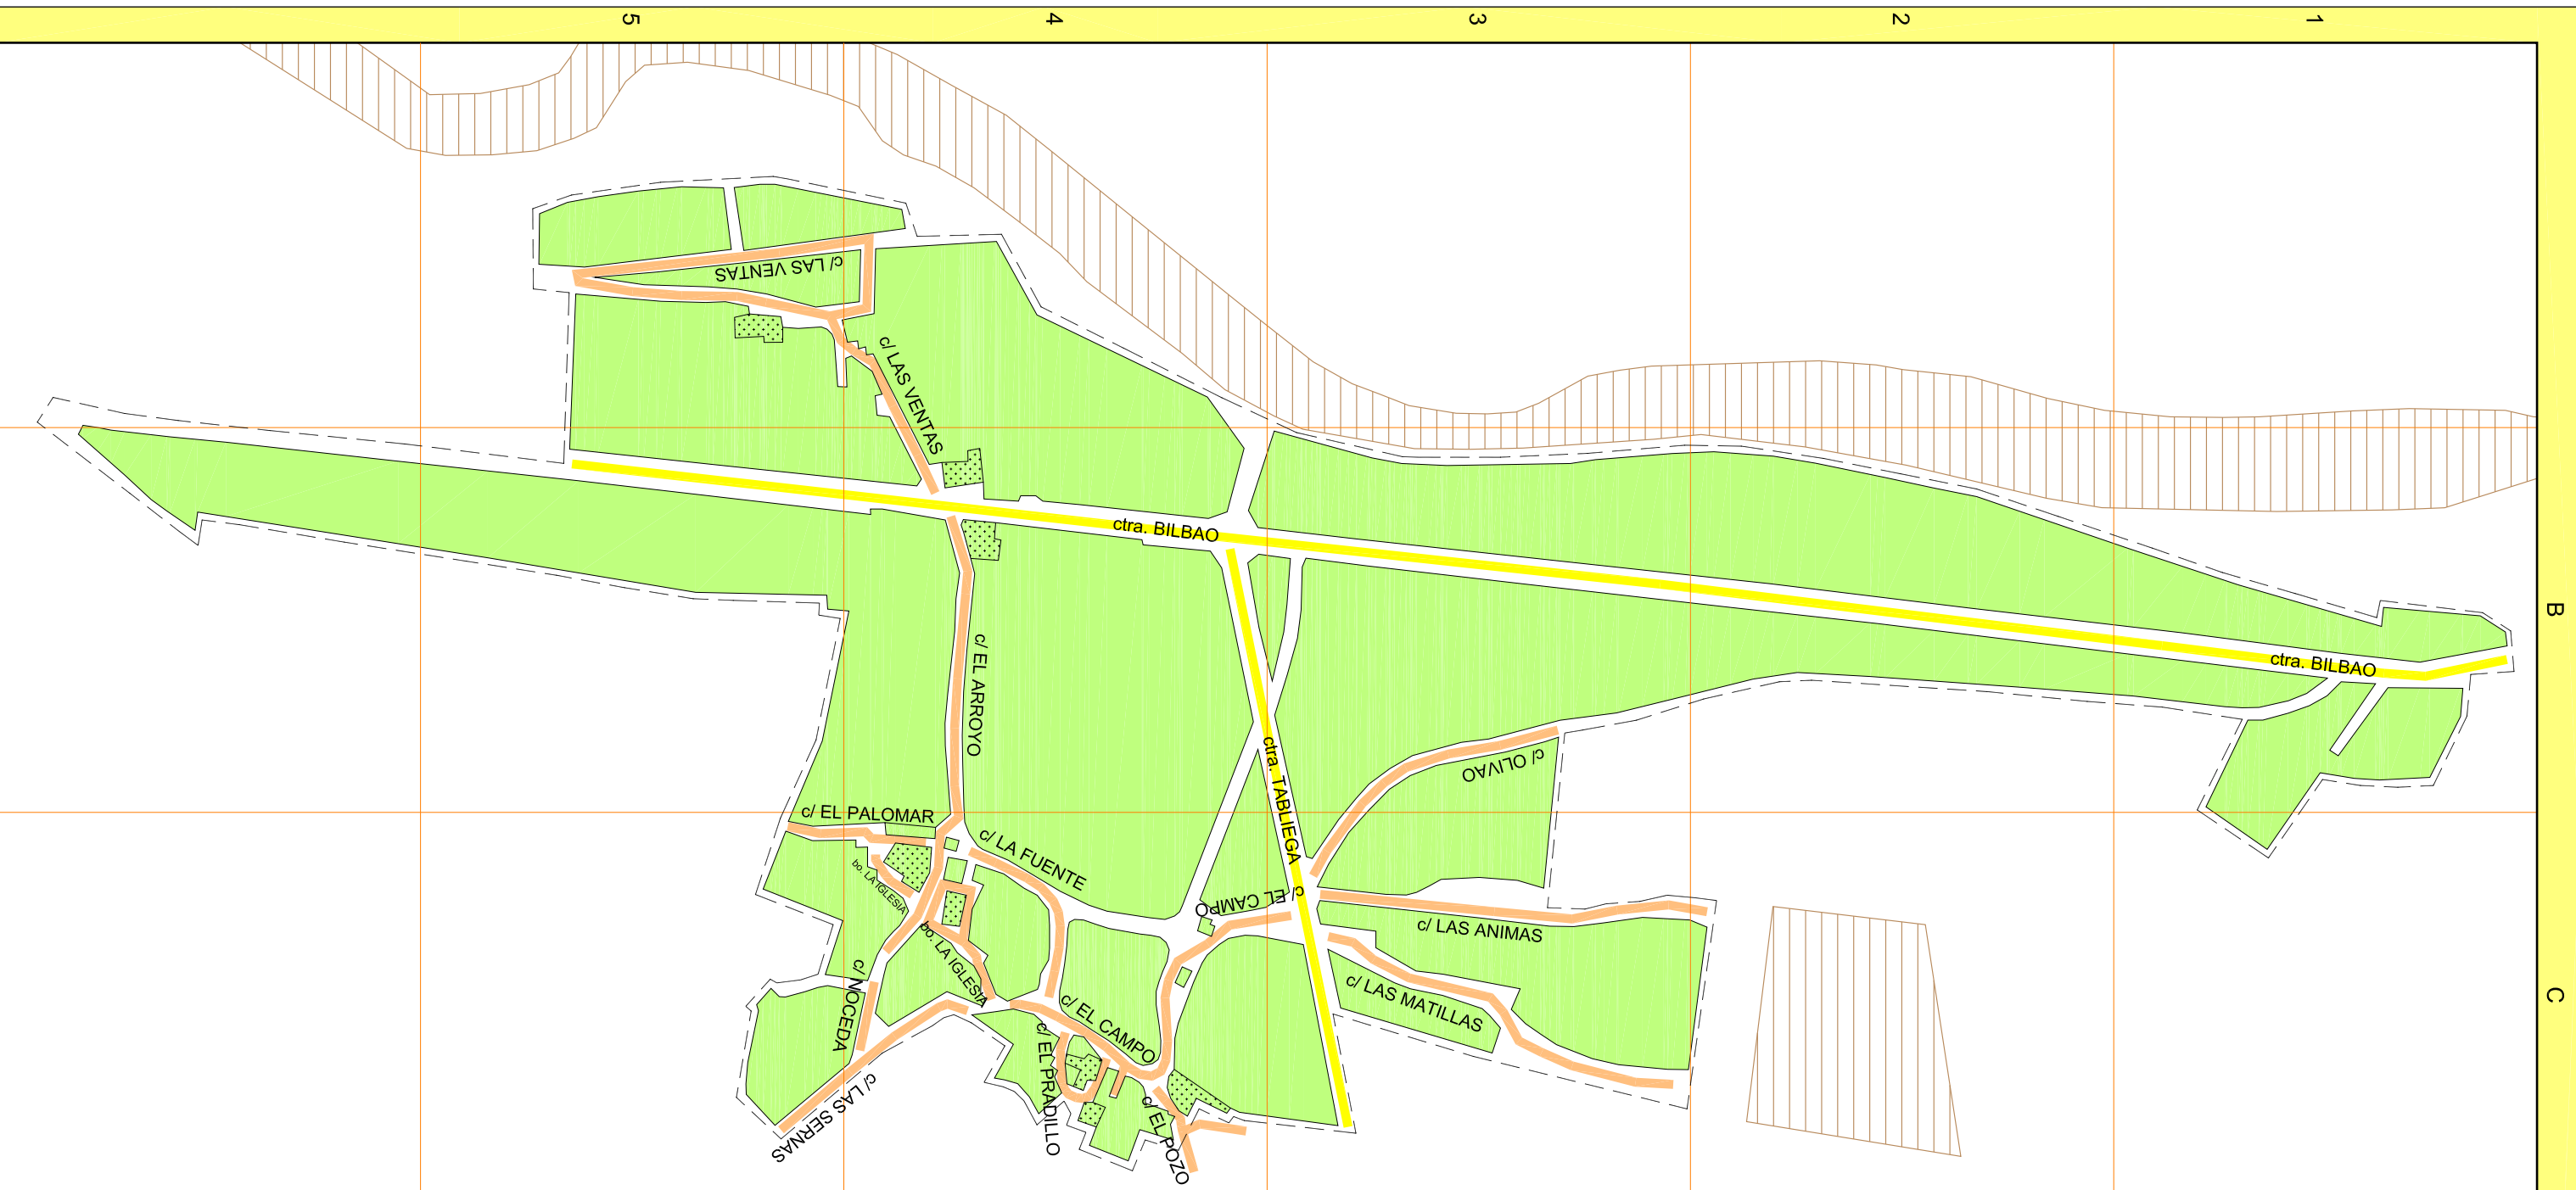 5
4
3
2
1
c/ LAS VENTAS
c/ LAS VENTAS
ctra. BILBAO
B
ctra. BILBAO
c/ EL ARROYO
c/ OLIVAO
ctra. TABLIEGA
c/ EL PALOMAR
c/ LA FUENTE
bo. LA IGLESIA
c/ EL CAMPO
c/ LAS ANIMAS
bo. LA IGLESIA
c/ NOCEDA
c/ LAS MATILLAS
C
c/ EL CAMPO
c/ EL PRADILLO
c/ LAS SERNAS
c/ EL POZO